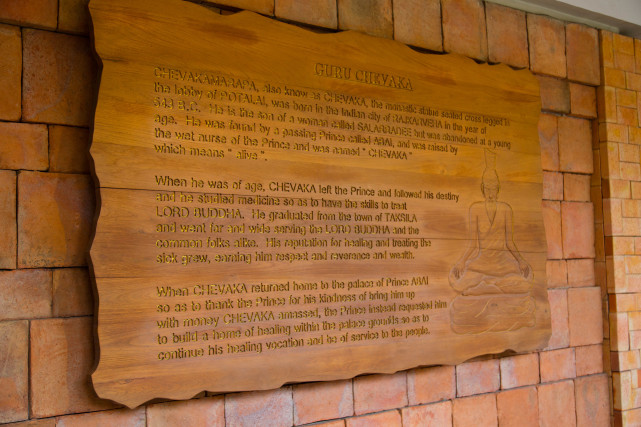 GURU CHEVAKA
CHEVAKAMARAPA, also know as CHEVAKA, the monastic statue seated cross legged in
the lobby of POTALAI, was born in the Indian city of in the year of
543 B.C. He is the son of a woman called SALABBADEE but was abandoned at a young
age. He was found by a passing Prince called ABAI, and was raised by
the wet nurse of the Prince and was named " CHEVAKA "
which means " alive ".
When he was of age, CHEVAKA left the Prince and followed his destiny
and he studied medicine so as to have the skills to treat
LORD BUDDHA. He graduated from the town of TAKSILA
and went far and wide serving the LORD BUDDHA and the
common folks alike. His reputation for healing and treating the
sick grew, earning him respect and reverence and wealth.
When CHEVAKA returned home to the palace of Prince ABAI
so as to thank the Prince for his kindness of bring him up
with money CHEVAKA amassed, the Prince instead requested him
to build a home of healing within the palace grounds so as to
continue his healing vocation and be of service to the people.